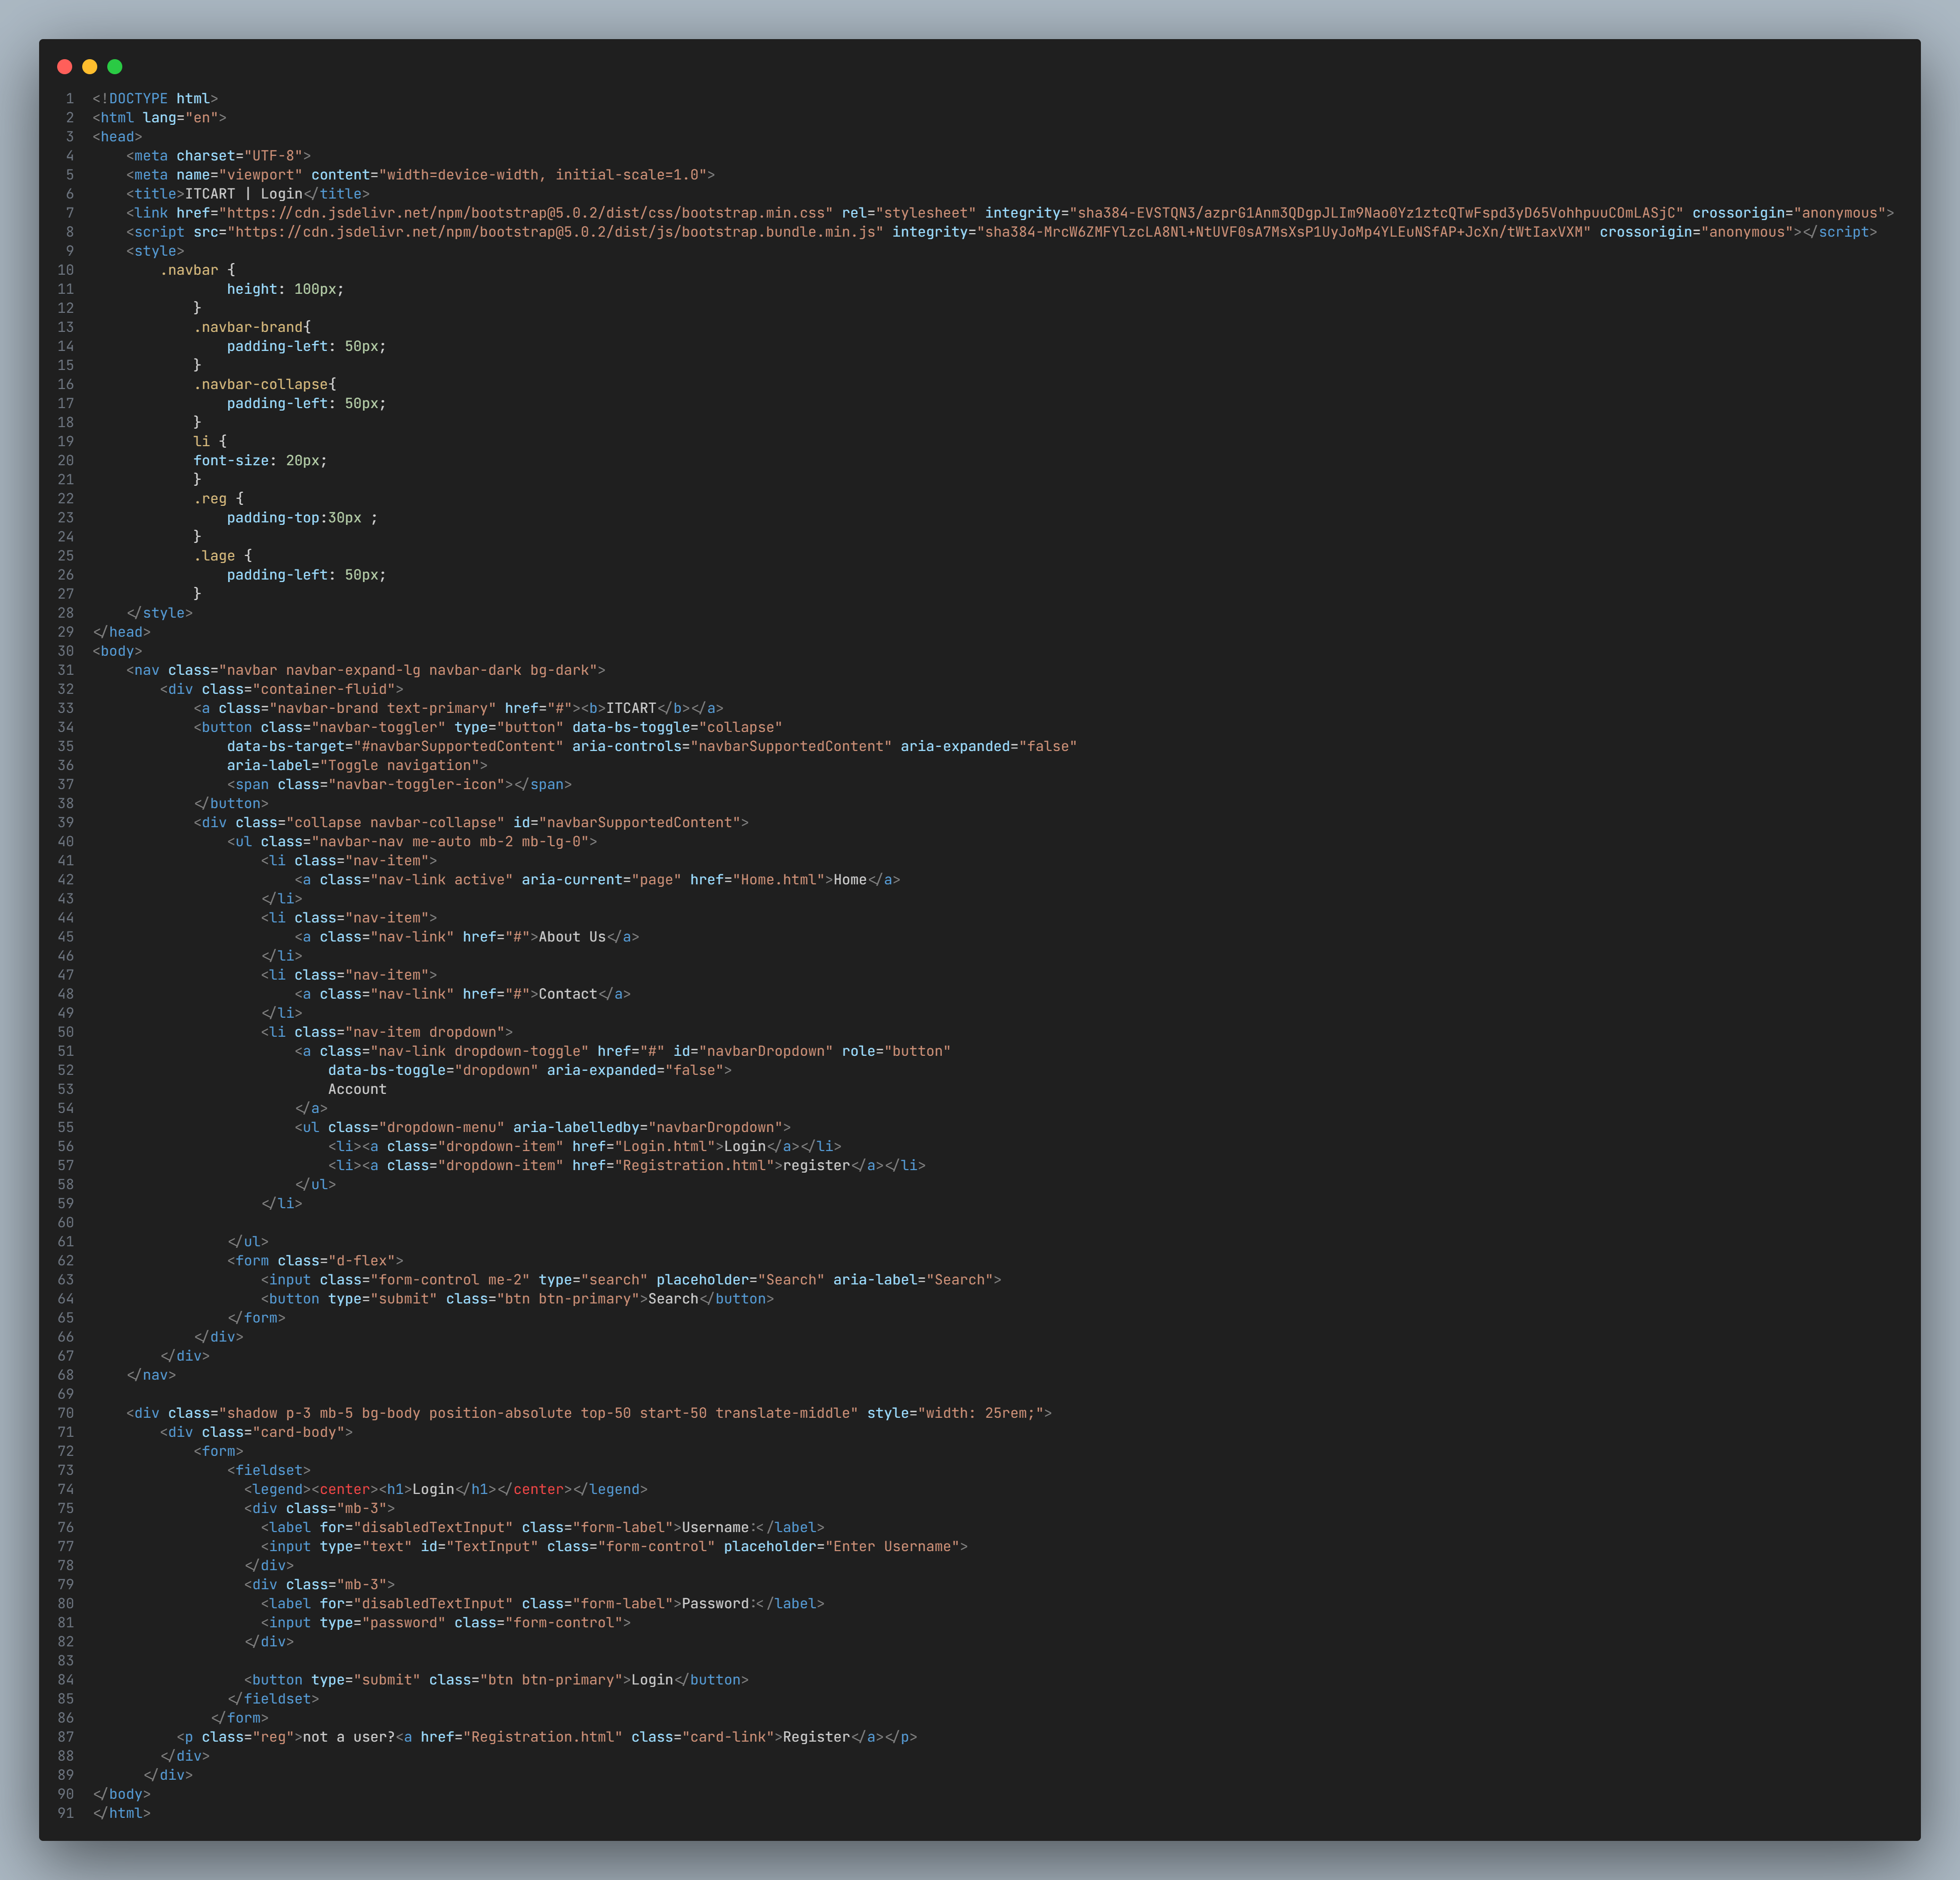 1 <!DOCTYPE html>
2 <html lang="en">
3 <head>
4     <meta charset="UTF-8">
5     <meta name="viewport" content="width=device-width, initial-scale=1.0">
6     <title>ITCART | Login</title>
7     <link href="https://cdn.jsdelivr.net/npm/bootstrap@5.0.2/dist/css/bootstrap.min.css" rel="stylesheet" integrity="sha384-EVSTQN3/azprG1Anm3QDgpJLIm9Nao0Yz1ztcQTwFspd3yD65VohhpuuCOmLASjC" crossorigin="anonymous">
8     <script src="https://cdn.jsdelivr.net/npm/bootstrap@5.0.2/dist/js/bootstrap.bundle.min.js" integrity="sha384-MrcW6ZMFYlzcLA8Nl+NtUVF0sA7MsXsP1UyJoMp4YLEuNSfAP+JcXn/tWtIaxVXM" crossorigin="anonymous"></script>
9     <style>
10         .navbar {
11                 height: 100px;
12             }
13             .navbar-brand{
14                 padding-left: 50px;
15             }
16             .navbar-collapse{
17                 padding-left: 50px;
18             }
19             li {
20             font-size: 20px;
21             }
22             .reg {
23                 padding-top:30px ;
24             }
25             .lage {
26                 padding-left: 50px;
27             }
28     </style>
29 </head>
30 <body>
31     <nav class="navbar navbar-expand-lg navbar-dark bg-dark">
32         <div class="container-fluid">
33             <a class="navbar-brand text-primary" href="#"><b>ITCART</b></a>
34             <button class="navbar-toggler" type="button" data-bs-toggle="collapse"
35                 data-bs-target="#navbarSupportedContent" aria-controls="navbarSupportedContent" aria-expanded="false"
36                 aria-label="Toggle navigation">
37                 <span class="navbar-toggler-icon"></span>
38             </button>
39             <div class="collapse navbar-collapse" id="navbarSupportedContent">
40                 <ul class="navbar-nav me-auto mb-2 mb-lg-0">
41                     <li class="nav-item">
42                         <a class="nav-link active" aria-current="page" href="Home.html">Home</a>
43                     </li>
44                     <li class="nav-item">
45                         <a class="nav-link" href="#">About Us</a>
46                     </li>
47                     <li class="nav-item">
48                         <a class="nav-link" href="#">Contact</a>
49                     </li>
50                     <li class="nav-item dropdown">
51                         <a class="nav-link dropdown-toggle" href="#" id="navbarDropdown" role="button"
52                             data-bs-toggle="dropdown" aria-expanded="false">
53                             Account
54                         </a>
55                         <ul class="dropdown-menu" aria-labelledby="navbarDropdown">
56                             <li><a class="dropdown-item" href="Login.html">Login</a></li>
57                             <li><a class="dropdown-item" href="Registration.html">register</a></li>
58                         </ul>
59                     </li>
60
61                 </ul>
62                 <form class="d-flex">
63                     <input class="form-control me-2" type="search" placeholder="Search" aria-label="Search">
64                     <button type="submit" class="btn btn-primary">Search</button>
65                 </form>
66             </div>
67         </div>
68     </nav>
69
70     <div class="shadow p-3 mb-5 bg-body position-absolute top-50 start-50 translate-middle" style="width: 25rem;">
71         <div class="card-body">
72             <form>
73                 <fieldset>
74                   <legend><center><h1>Login</h1></center></legend>
75                   <div class="mb-3">
76                     <label for="disabledTextInput" class="form-label">Username:</label>
77                     <input type="text" id="TextInput" class="form-control" placeholder="Enter Username">
78                   </div>
79                   <div class="mb-3">
80                     <label for="disabledTextInput" class="form-label">Password:</label>
81                     <input type="password" class="form-control">
82                   </div>
83
84                   <button type="submit" class="btn btn-primary">Login</button>
85                 </fieldset>
86               </form>
87           <p class="reg">not a user?<a href="Registration.html" class="card-link">Register</a></p>
88         </div>
89       </div>
90 </body>
91 </html>